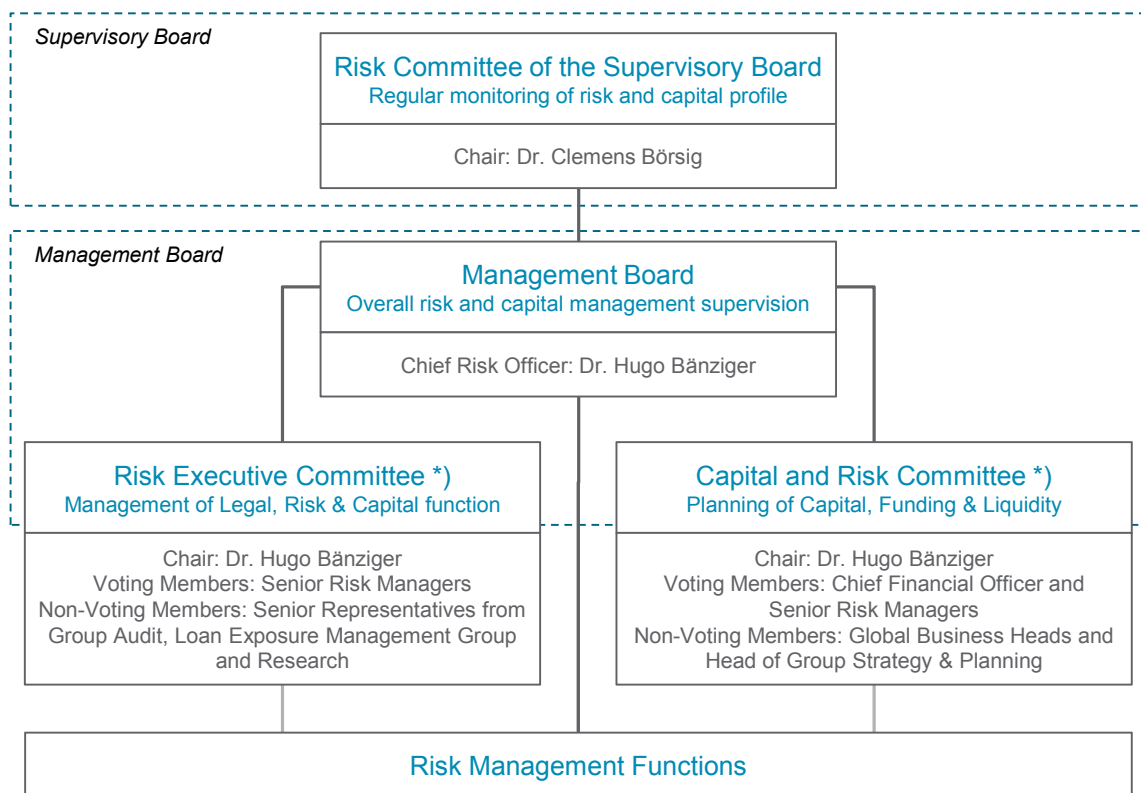 Supervisory Board
Risk Committee of the Supervisory Board
Regular monitoring of risk and capital profile
Chair: Dr. Clemens Börsig
Management Board
Management Board
Overall risk and capital management supervision
Chief Risk Officer: Dr. Hugo Bänziger
Risk Executive Committee *)
Management of Legal, Risk & Capital function
Chair: Dr. Hugo Bänziger
Voting Members: Senior Risk Managers
Non-Voting Members: Senior Representatives from
Group Audit, Loan Exposure Management Group
and Research
Capital and Risk Committee *)
Planning of Capital, Funding & Liquidity
Chair: Dr. Hugo Bänziger
Voting Members: Chief Financial Officer and
Senior Risk Managers
Non-Voting Members: Global Business Heads and
Head of Group Strategy & Planning
Risk Management Functions